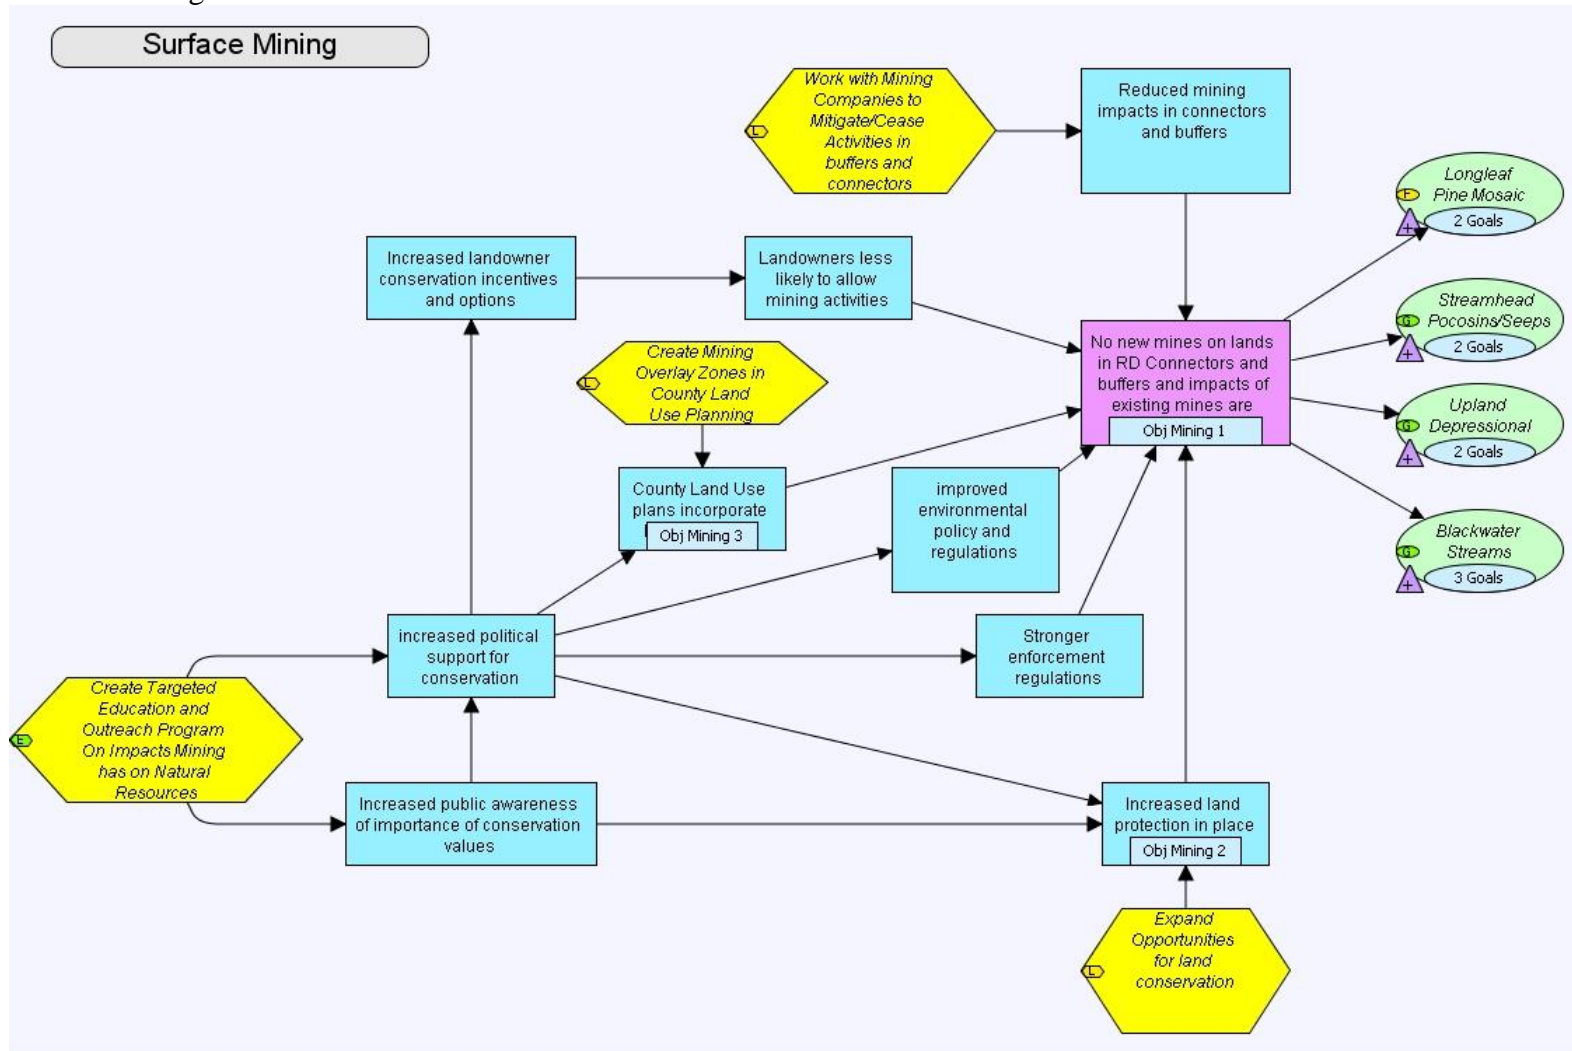 Surface Mining
Work with Mining
Companies to
Mitigate/Cease
Activities in
buffers and
connectors
L
Reduced mining
impacts in connectors
and buffers
Longleaf
Pine Mosaic
F
2 Goals
+
Increased landowner
conservation incentives
and options
Landowners less
likely to allow
mining activities
Streamhead
Pocosins/Seeps
G
2 Goals
+
No new mines on lands
in RD Connectors and
buffers and impacts of
existing mines are
Obj Mining 1
Create Mining
Overlay Zones in
County Land
Use Planning
L
Upland
Depressional
G
2 Goals
+
County Land Use
plans incorporate
Obj Mining 3
improved
environmental
policy and
regulations
Blackwater
Streams
G
3 Goals
+
increased political
support for
conservation
Stronger
enforcement
regulations
Create Targeted
Education and
Outreach Program
On Impacts Mining
has on Natural
Resources
E
Increased public awareness
of importance of conservation
values
Increased land
protection in place
Obj Mining 2
Expand
Opportunities
for land
conservation
L